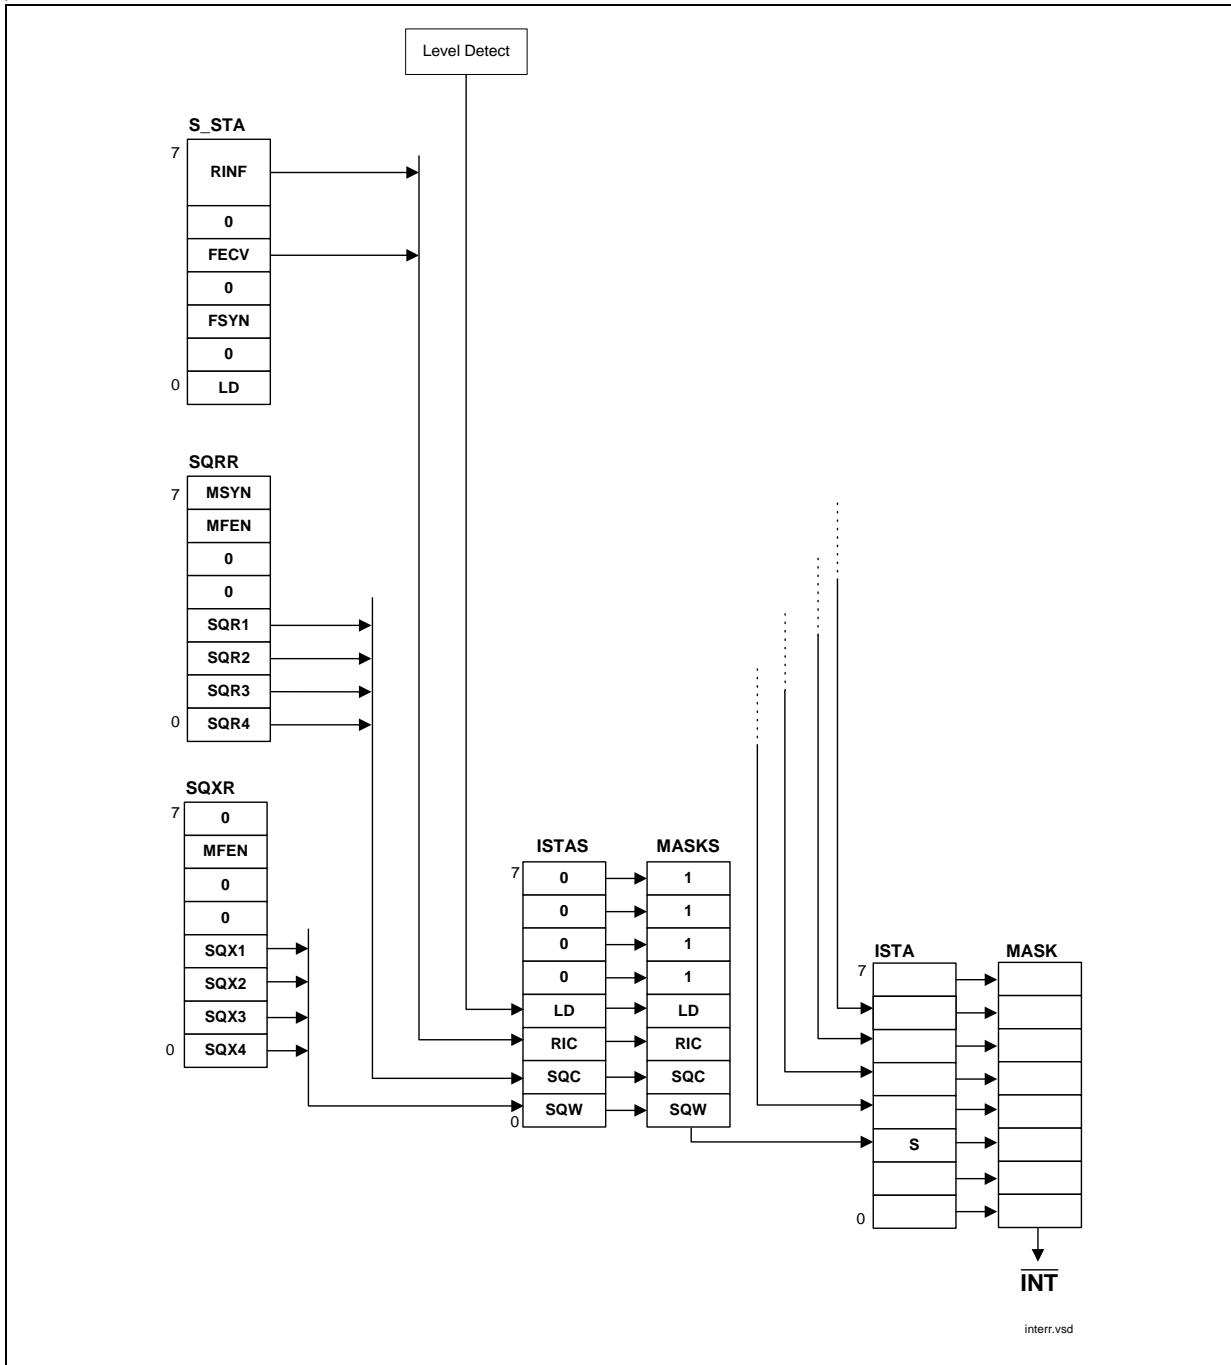 Level Detect
S_STA
7
RINF
0
FECV
0
FSYN
0
0
LD
SQRR
7
MSYN
MFEN
0
0
SQR1
SQR2
SQR3
0
SQR4
SQXR
7
0
MFEN
0
0
SQX1
SQX2
SQX3
0
SQX4
ISTAS
MASKS
7
0
1
0
1
0
1
0
1
LD
LD
RIC
RIC
SQC
SQC
SQW
SQW
0
ISTA
MASK
7
S
0
INT
interr.vsd